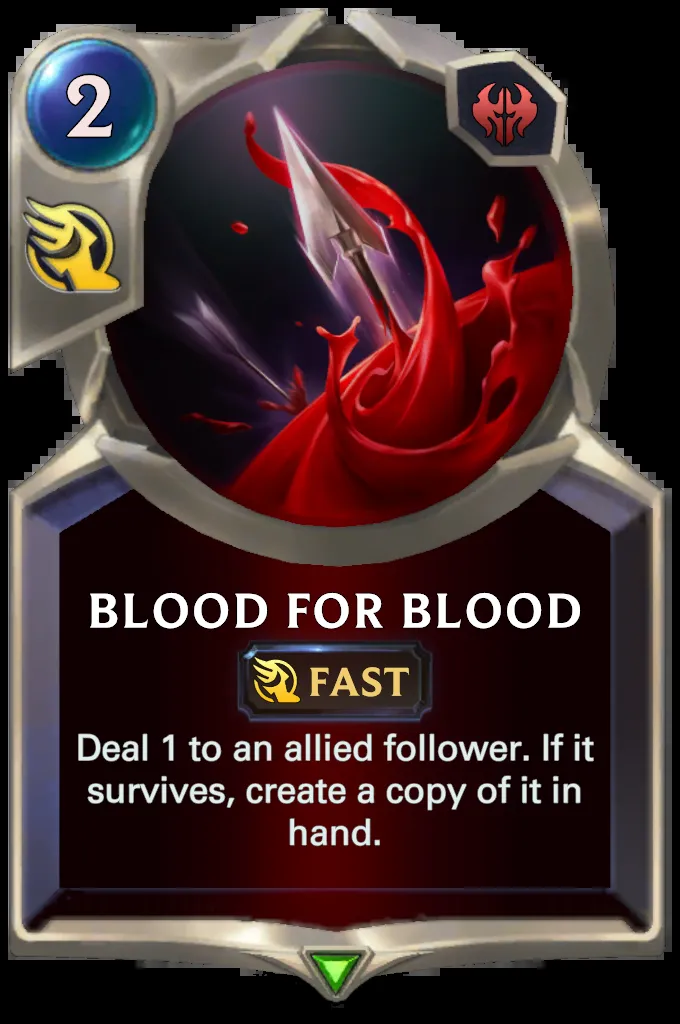 2
BLOOD FOR BLOOD
FAST
Deal 1 to an allied follower. If it
survives, create a copy of it in
hand.